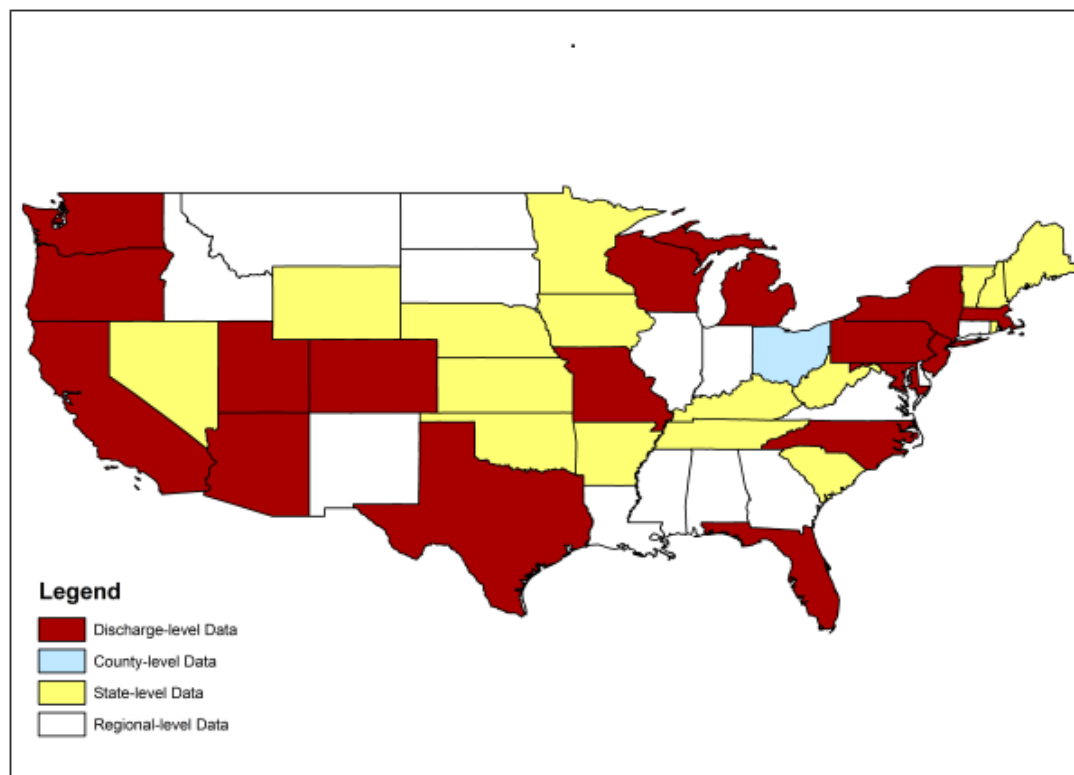 Legend
Discharge-level Data
County-level Data
State-level Data
Regional-level Data